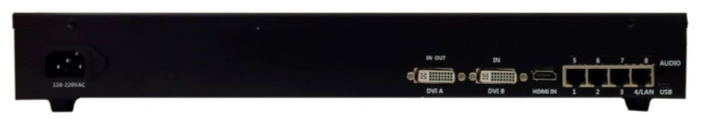 IN OUT
IN
5 6 7 8
AUDIO
110-220VAC
DVI A
DVI B
HDMI IN
1 2 3 4/LAN
USB